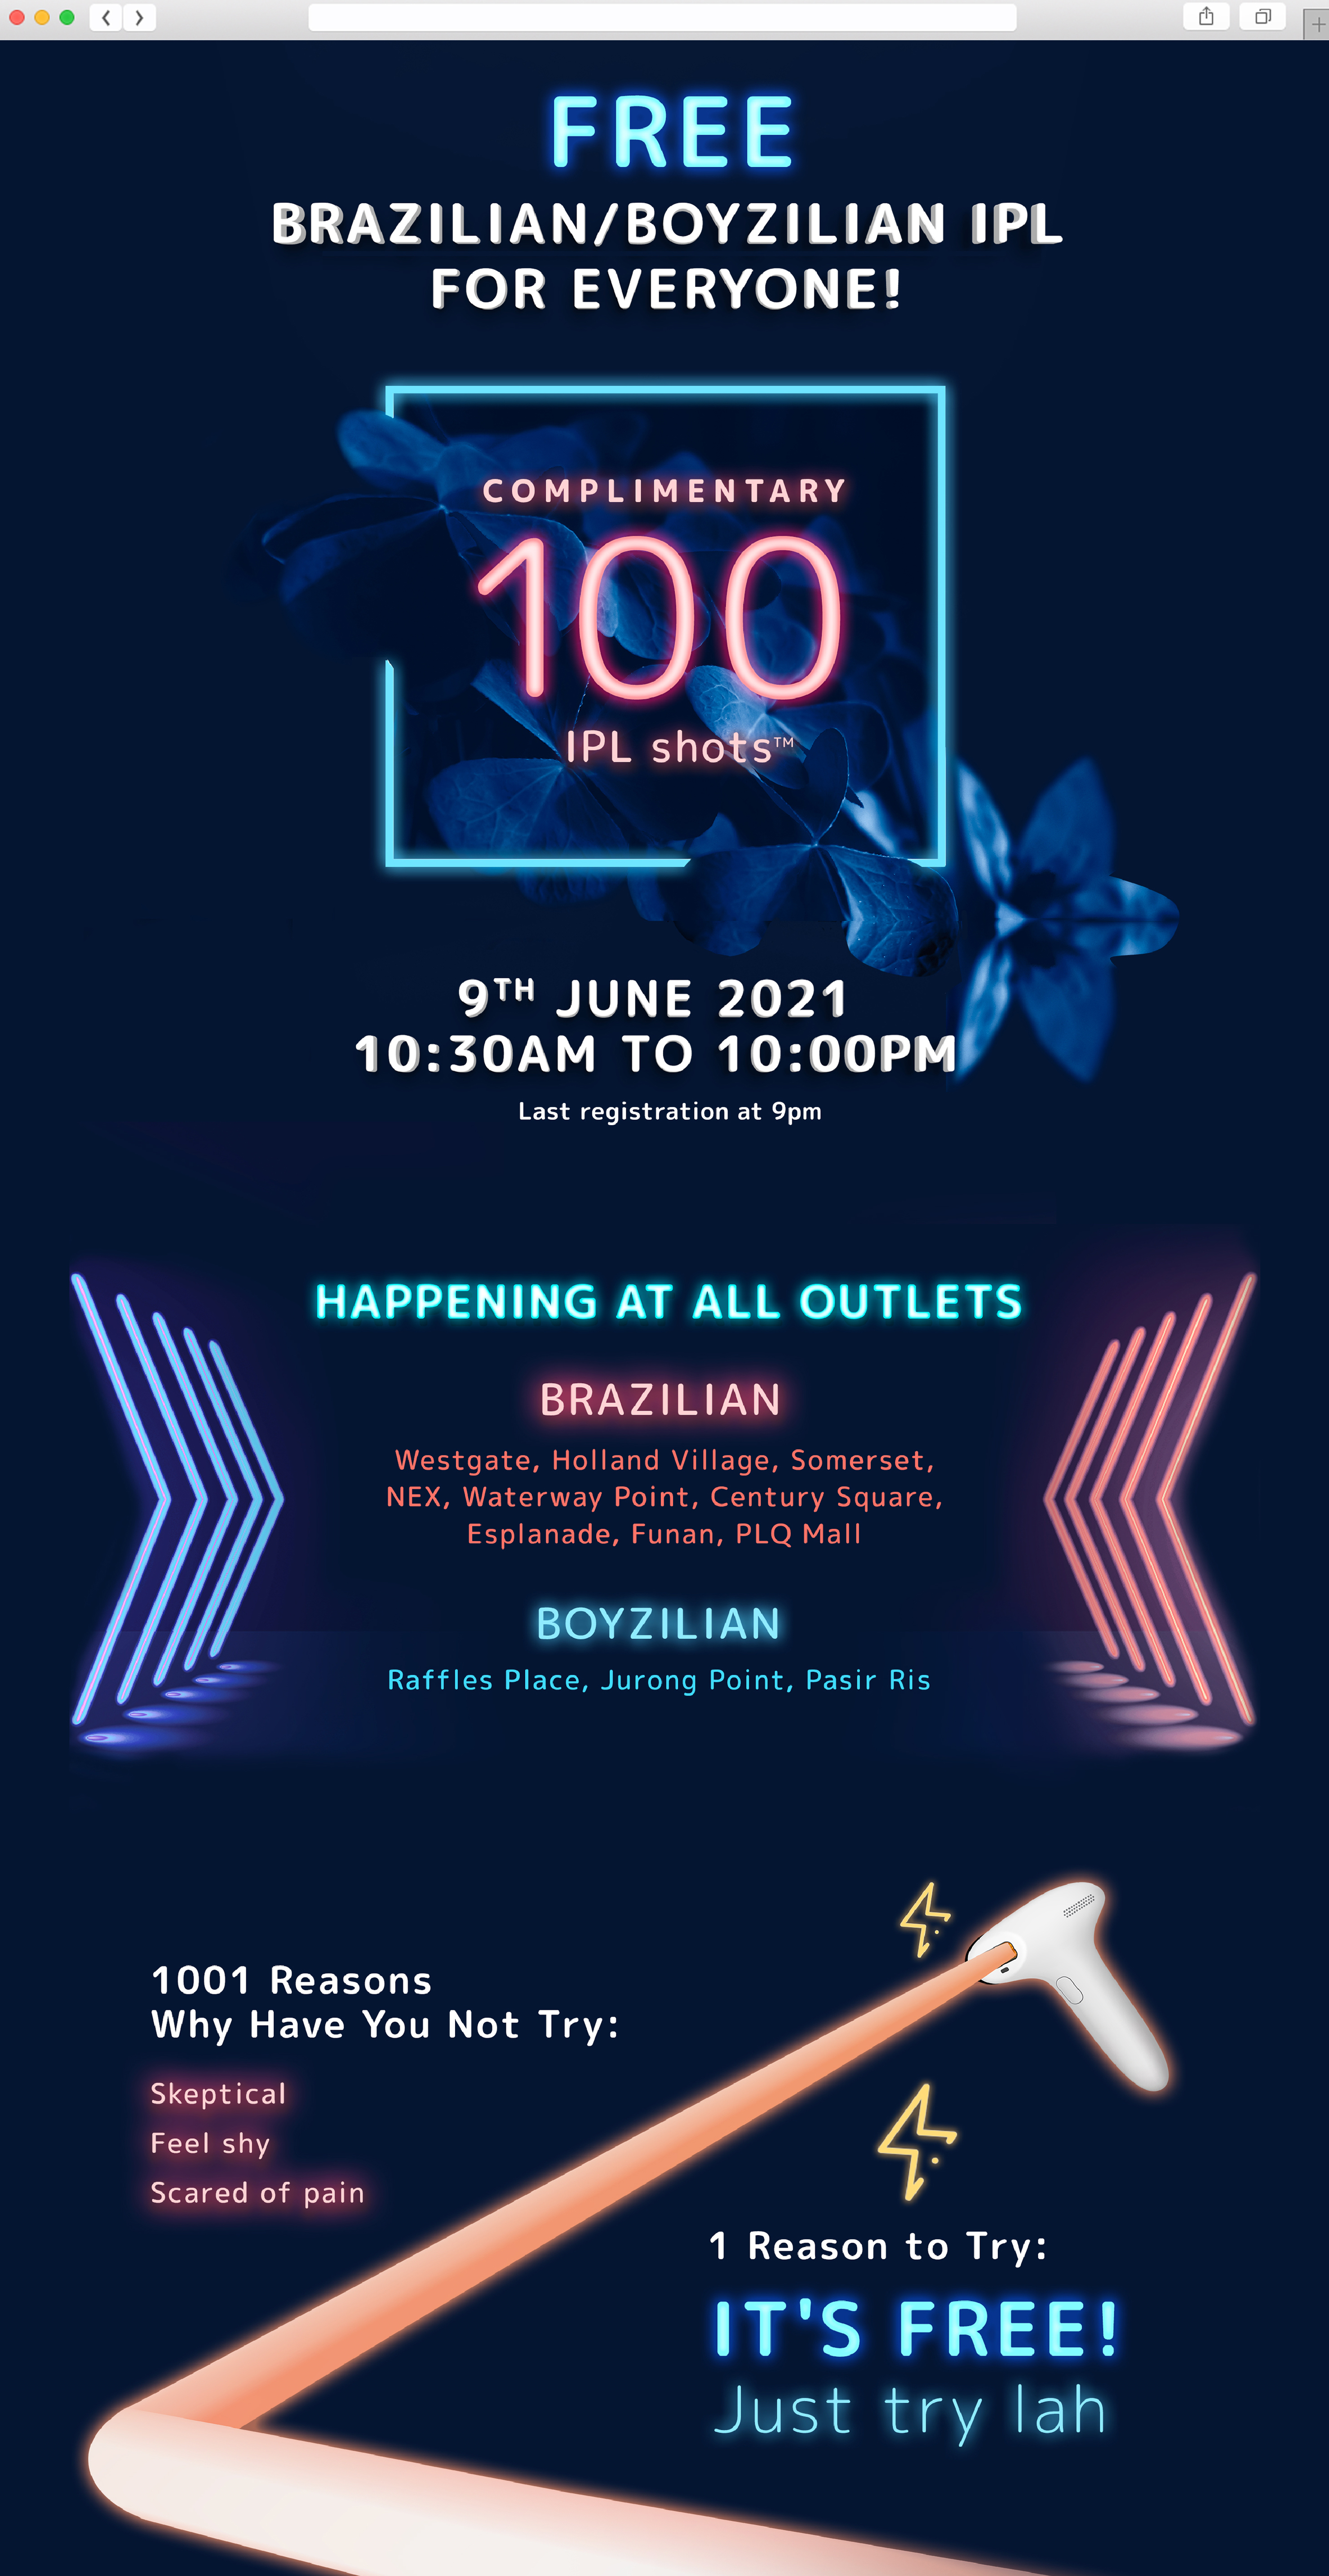 FREE
BRAZILIAN/BOYZILIAN IPL
FOR EVERYONE!
COMPLIMENTARY
100
IPL shots™
9TH JUNE 2021
10:30AM TO 10:00PM
Last registration at 9pm
HAPPENING AT ALL OUTLETS
BRAZILIAN
Westgate, Holland Village, Somerset,
NEX, Waterway Point, Century Square,
Esplanade, Funan, PLQ Mall
BOYZILIAN
Raffles Place, Jurong Point, Pasir Ris
1001 Reasons
Why Have You Not Try:
Skeptical
Feel shy
Scared of pain
1 Reason to Try:
IT'S FREE!
Just try lah